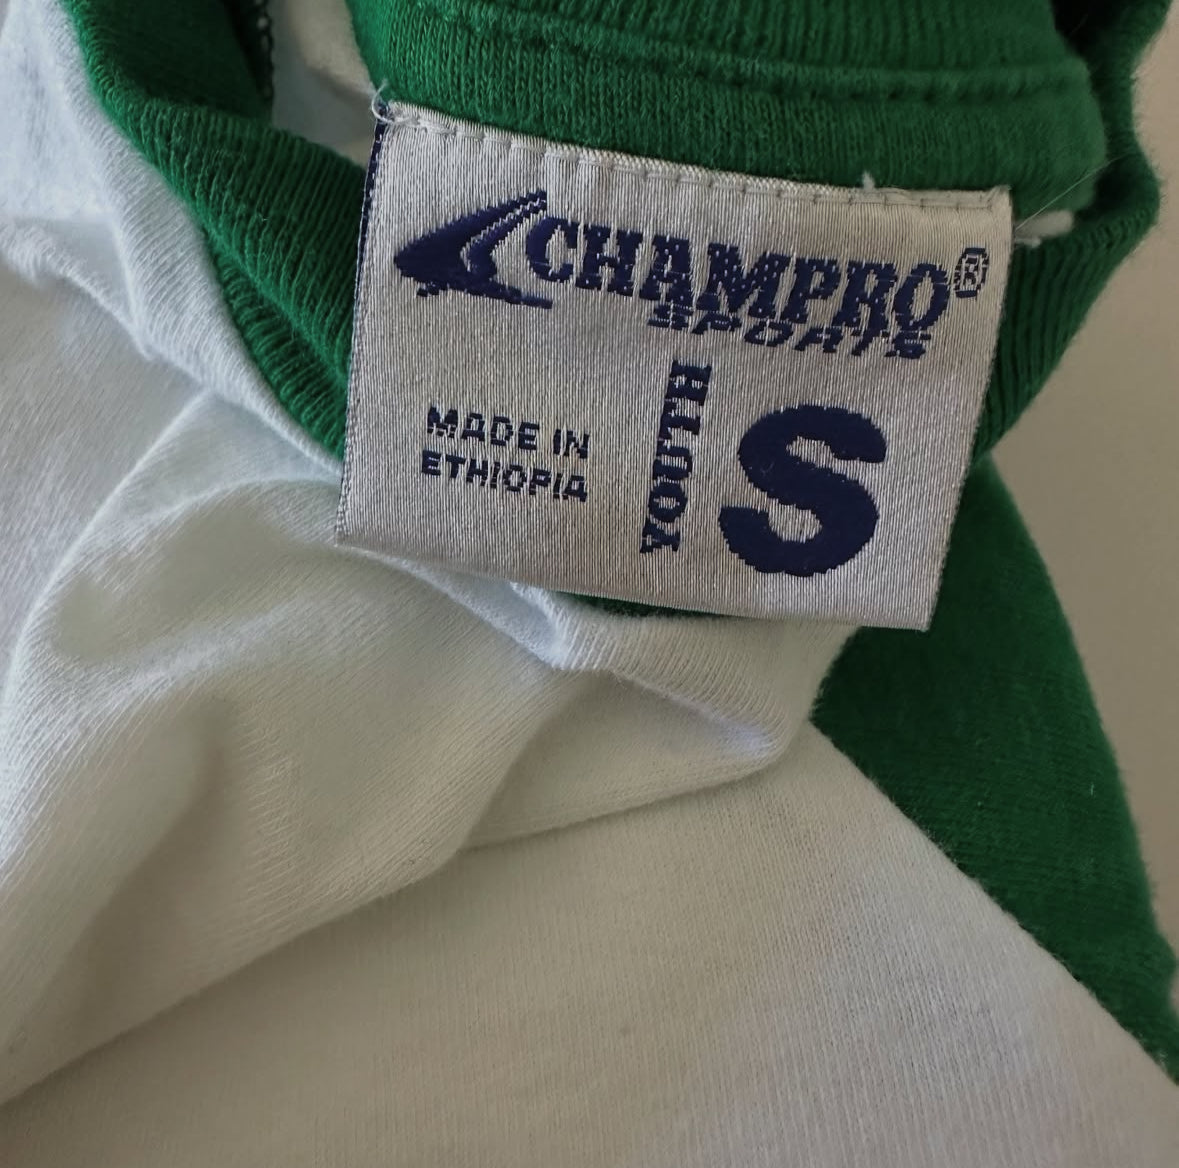 CHAMPRO®
SPORTS
MADE IN
ETHIOPIA
YOUTH
S